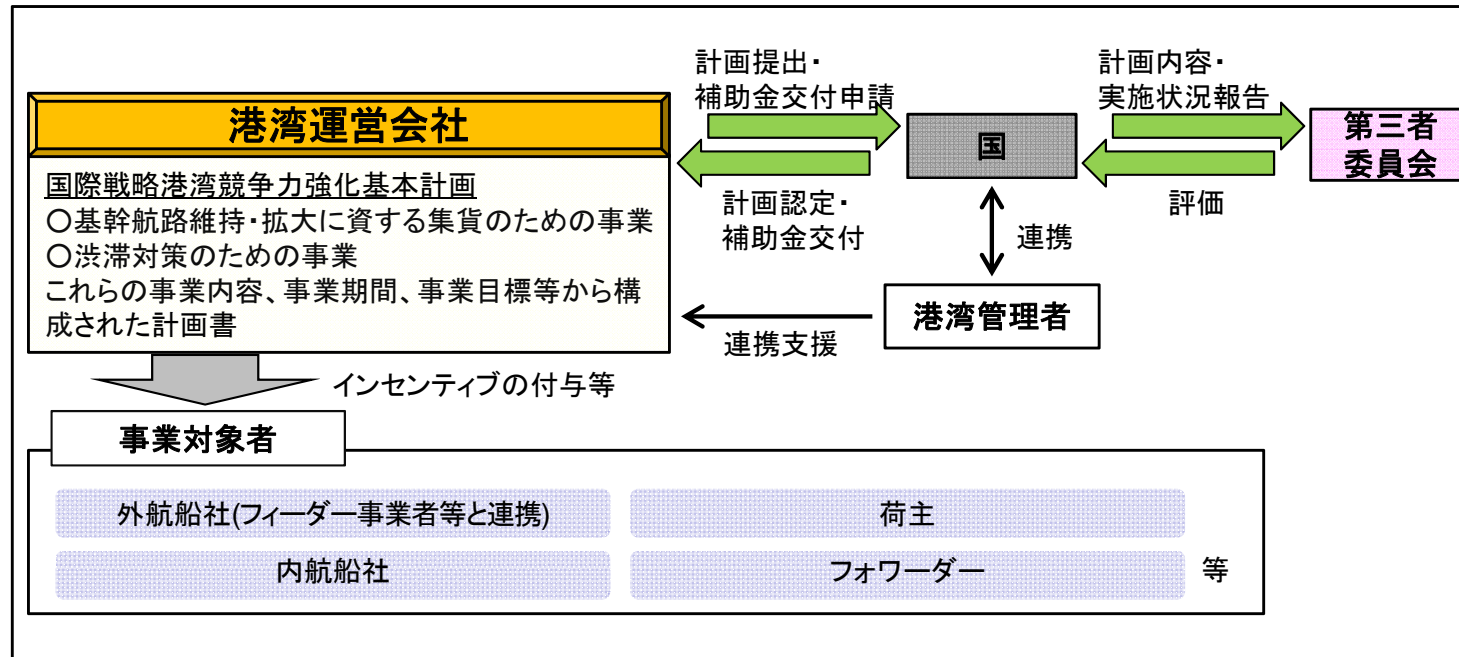 港湾運営会社
国際戦略港湾競争力強化基本計画
〇基幹航路維持・拡大に資する集貨のための事業
〇渋滞対策のための事業
これらの事業内容、事業期間、事業目標等から構
成された計画書
計画提出・
補助金交付申請
計画認定・
補助金交付
国
計画内容・
実施状況報告
評価
第三者
委員会
連携
港湾管理者
連携支援
インセンティブの付与等
事業対象者
外航船社(フィーダー事業者等と連携)
荷主
内航船社
フォワーダー
等